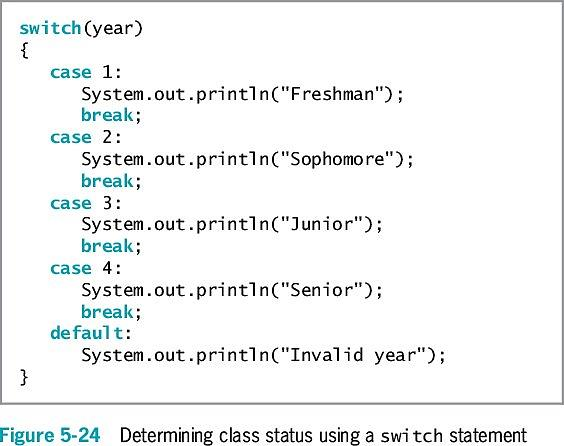 switch(year)
{
   case 1:
      System.out.println("Freshman");
      break;
   case 2:
      System.out.println("Sophomore");
      break;
   case 3:
      System.out.println("Junior");
      break;
   case 4:
      System.out.println("Senior");
      break;
   default:
      System.out.println("Invalid year");
}
Figure 5-24 Determining class status using a switch statement